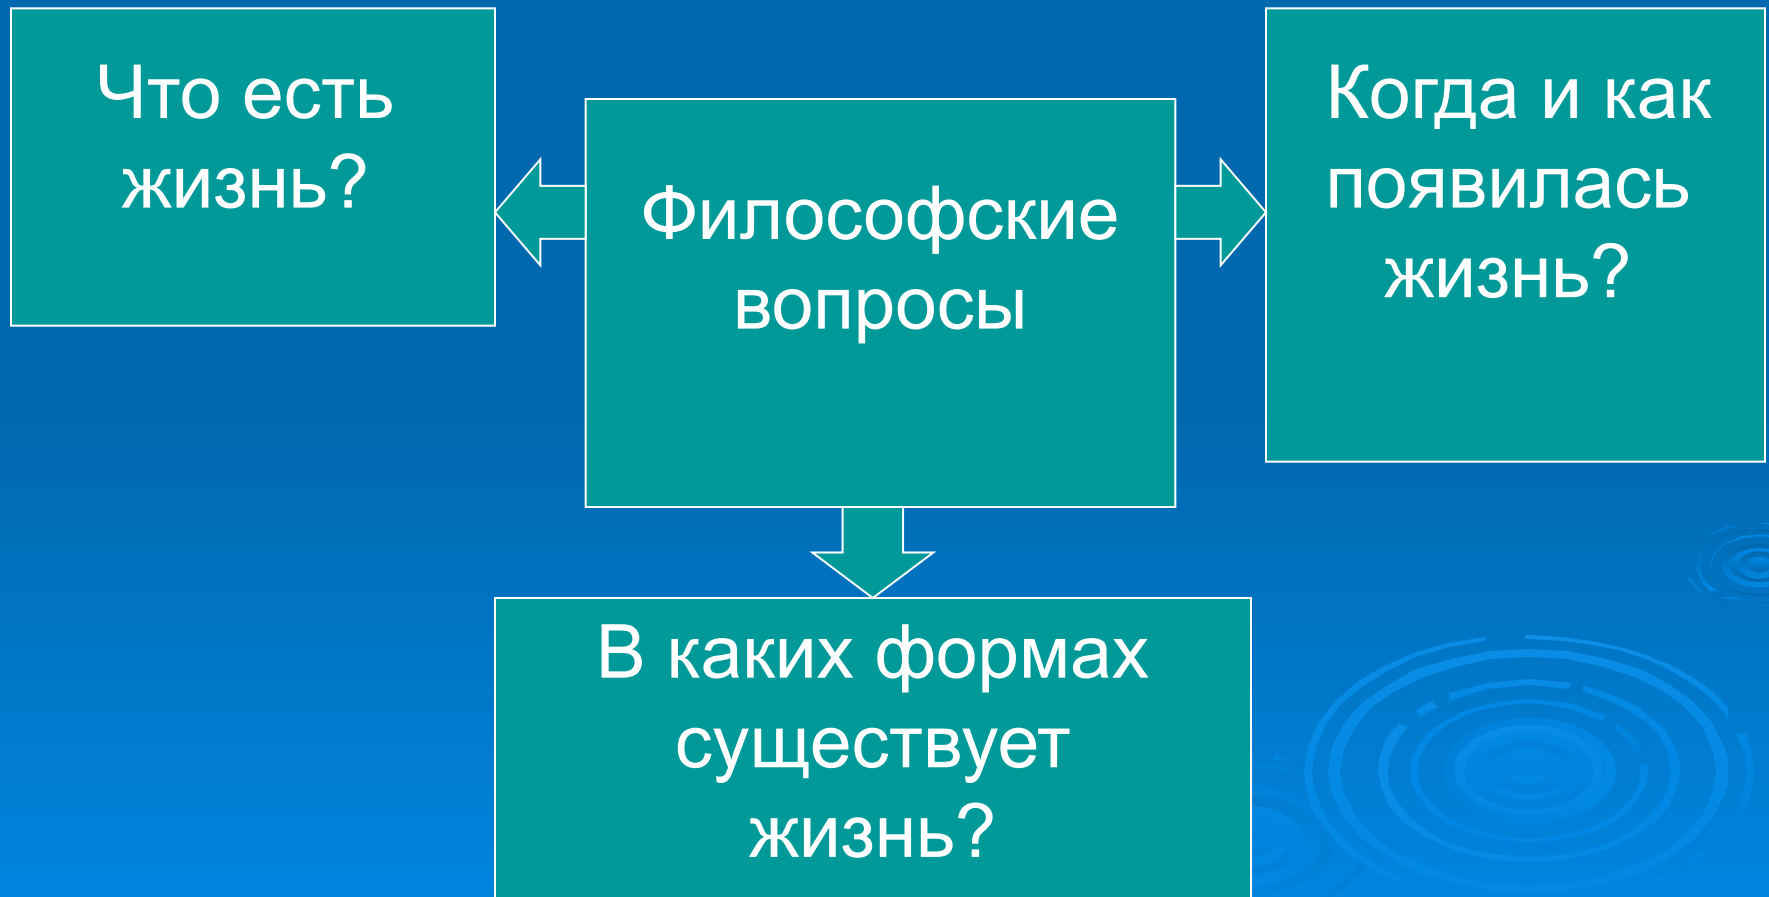 Что есть
жизнь?
Философские
вопросы
Когда и как
появилась
жизнь?
В каких формах
существует
жизнь?